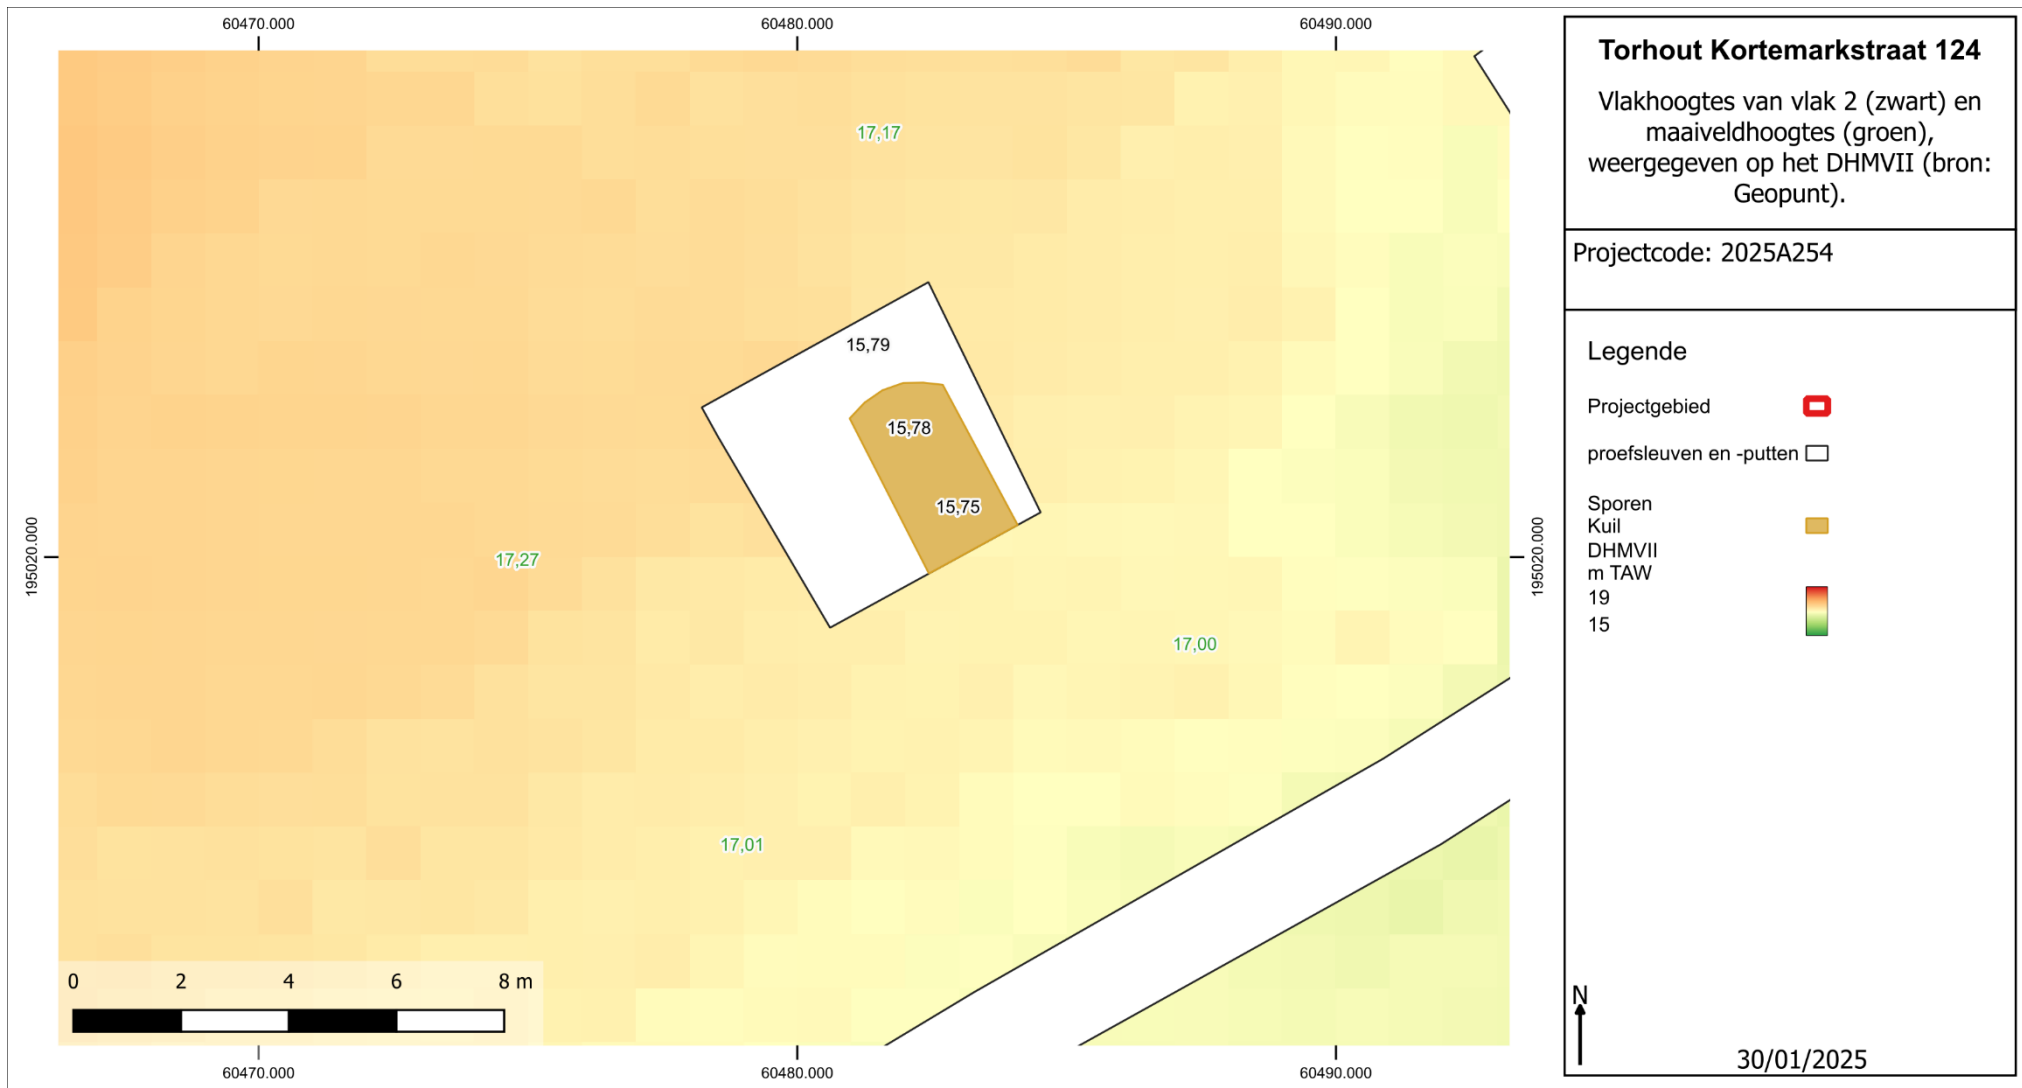 60470.000 60480.000 60490.000
Torhout Kortemarkstraat 124
Vlakhoogtes van vlak 2 (zwart) en
maaiveldhoogtes (groen),
weergegeven op het DHMVII (bron:
Geopunt).
Projectcode: 2025A254
Legende
Projectgebied
proefsleuven en -putten
Sporen
Kuil
DHMVII
m TAW
19
15
17,17
15,79
15,78
15,75
195020.000
17,27
195020.000
17,00
17,01
0 2 4 6 8 m
N
30/01/2025
60470.000 60480.000 60490.000